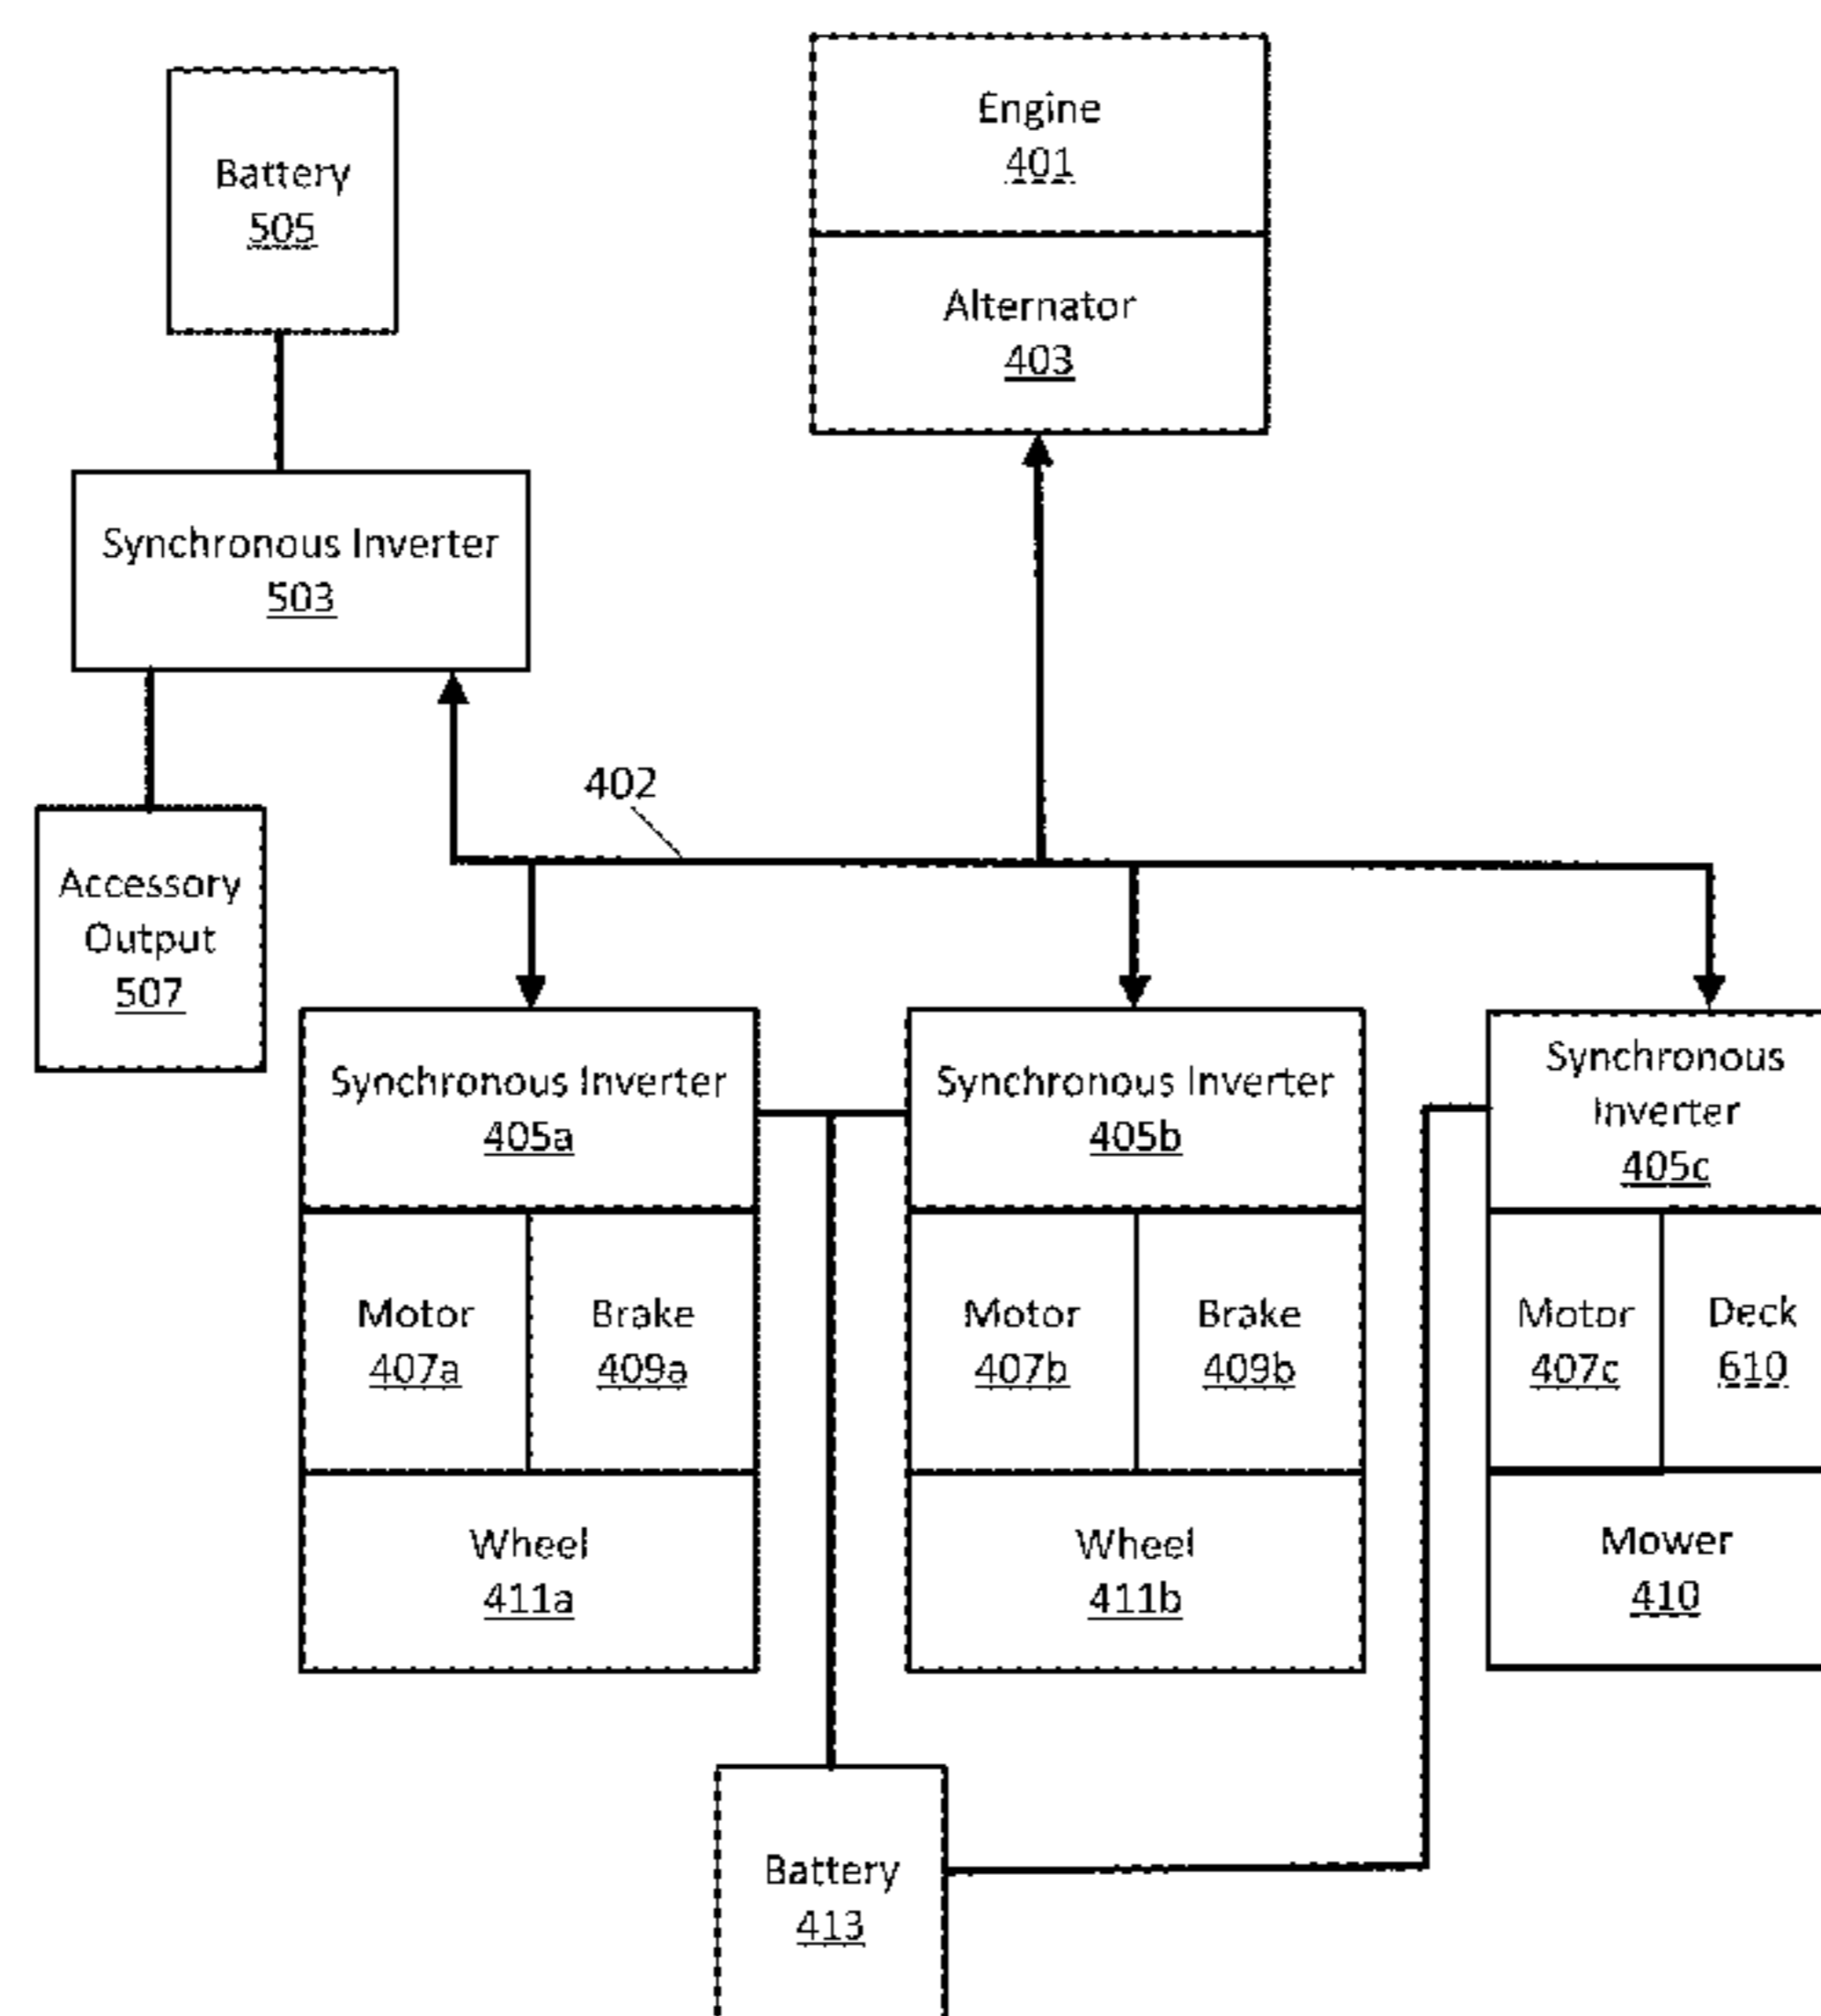 Engine
401
Battery
505
Alternator
403
Synchronous Inverter
503
402
Accessory
Output
507
Synchronous Inverter
405a
Synchronous Inverter
405b
Synchronous
Inverter
405c
Motor
407a
Brake
409a
Motor
407b
Brake
409b
Motor
407c
Deck
610
Wheel
411a
Wheel
411b
Mower
410
Battery
413